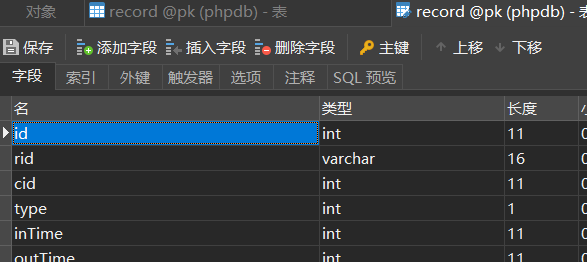 对象 record @pk (phpdb) - 表 record @pk (phpdb) - 表
保存 添加字段 插入字段 删除字段 主键 上移 下移
字段 索引 外键 触发器 选项 注释 SQL 预览
名 类型 长度 小
id int 11 0
rid varchar 16 0
cid int 11 0
type int 1 0
inTime int 11 0
outTime int 11 0